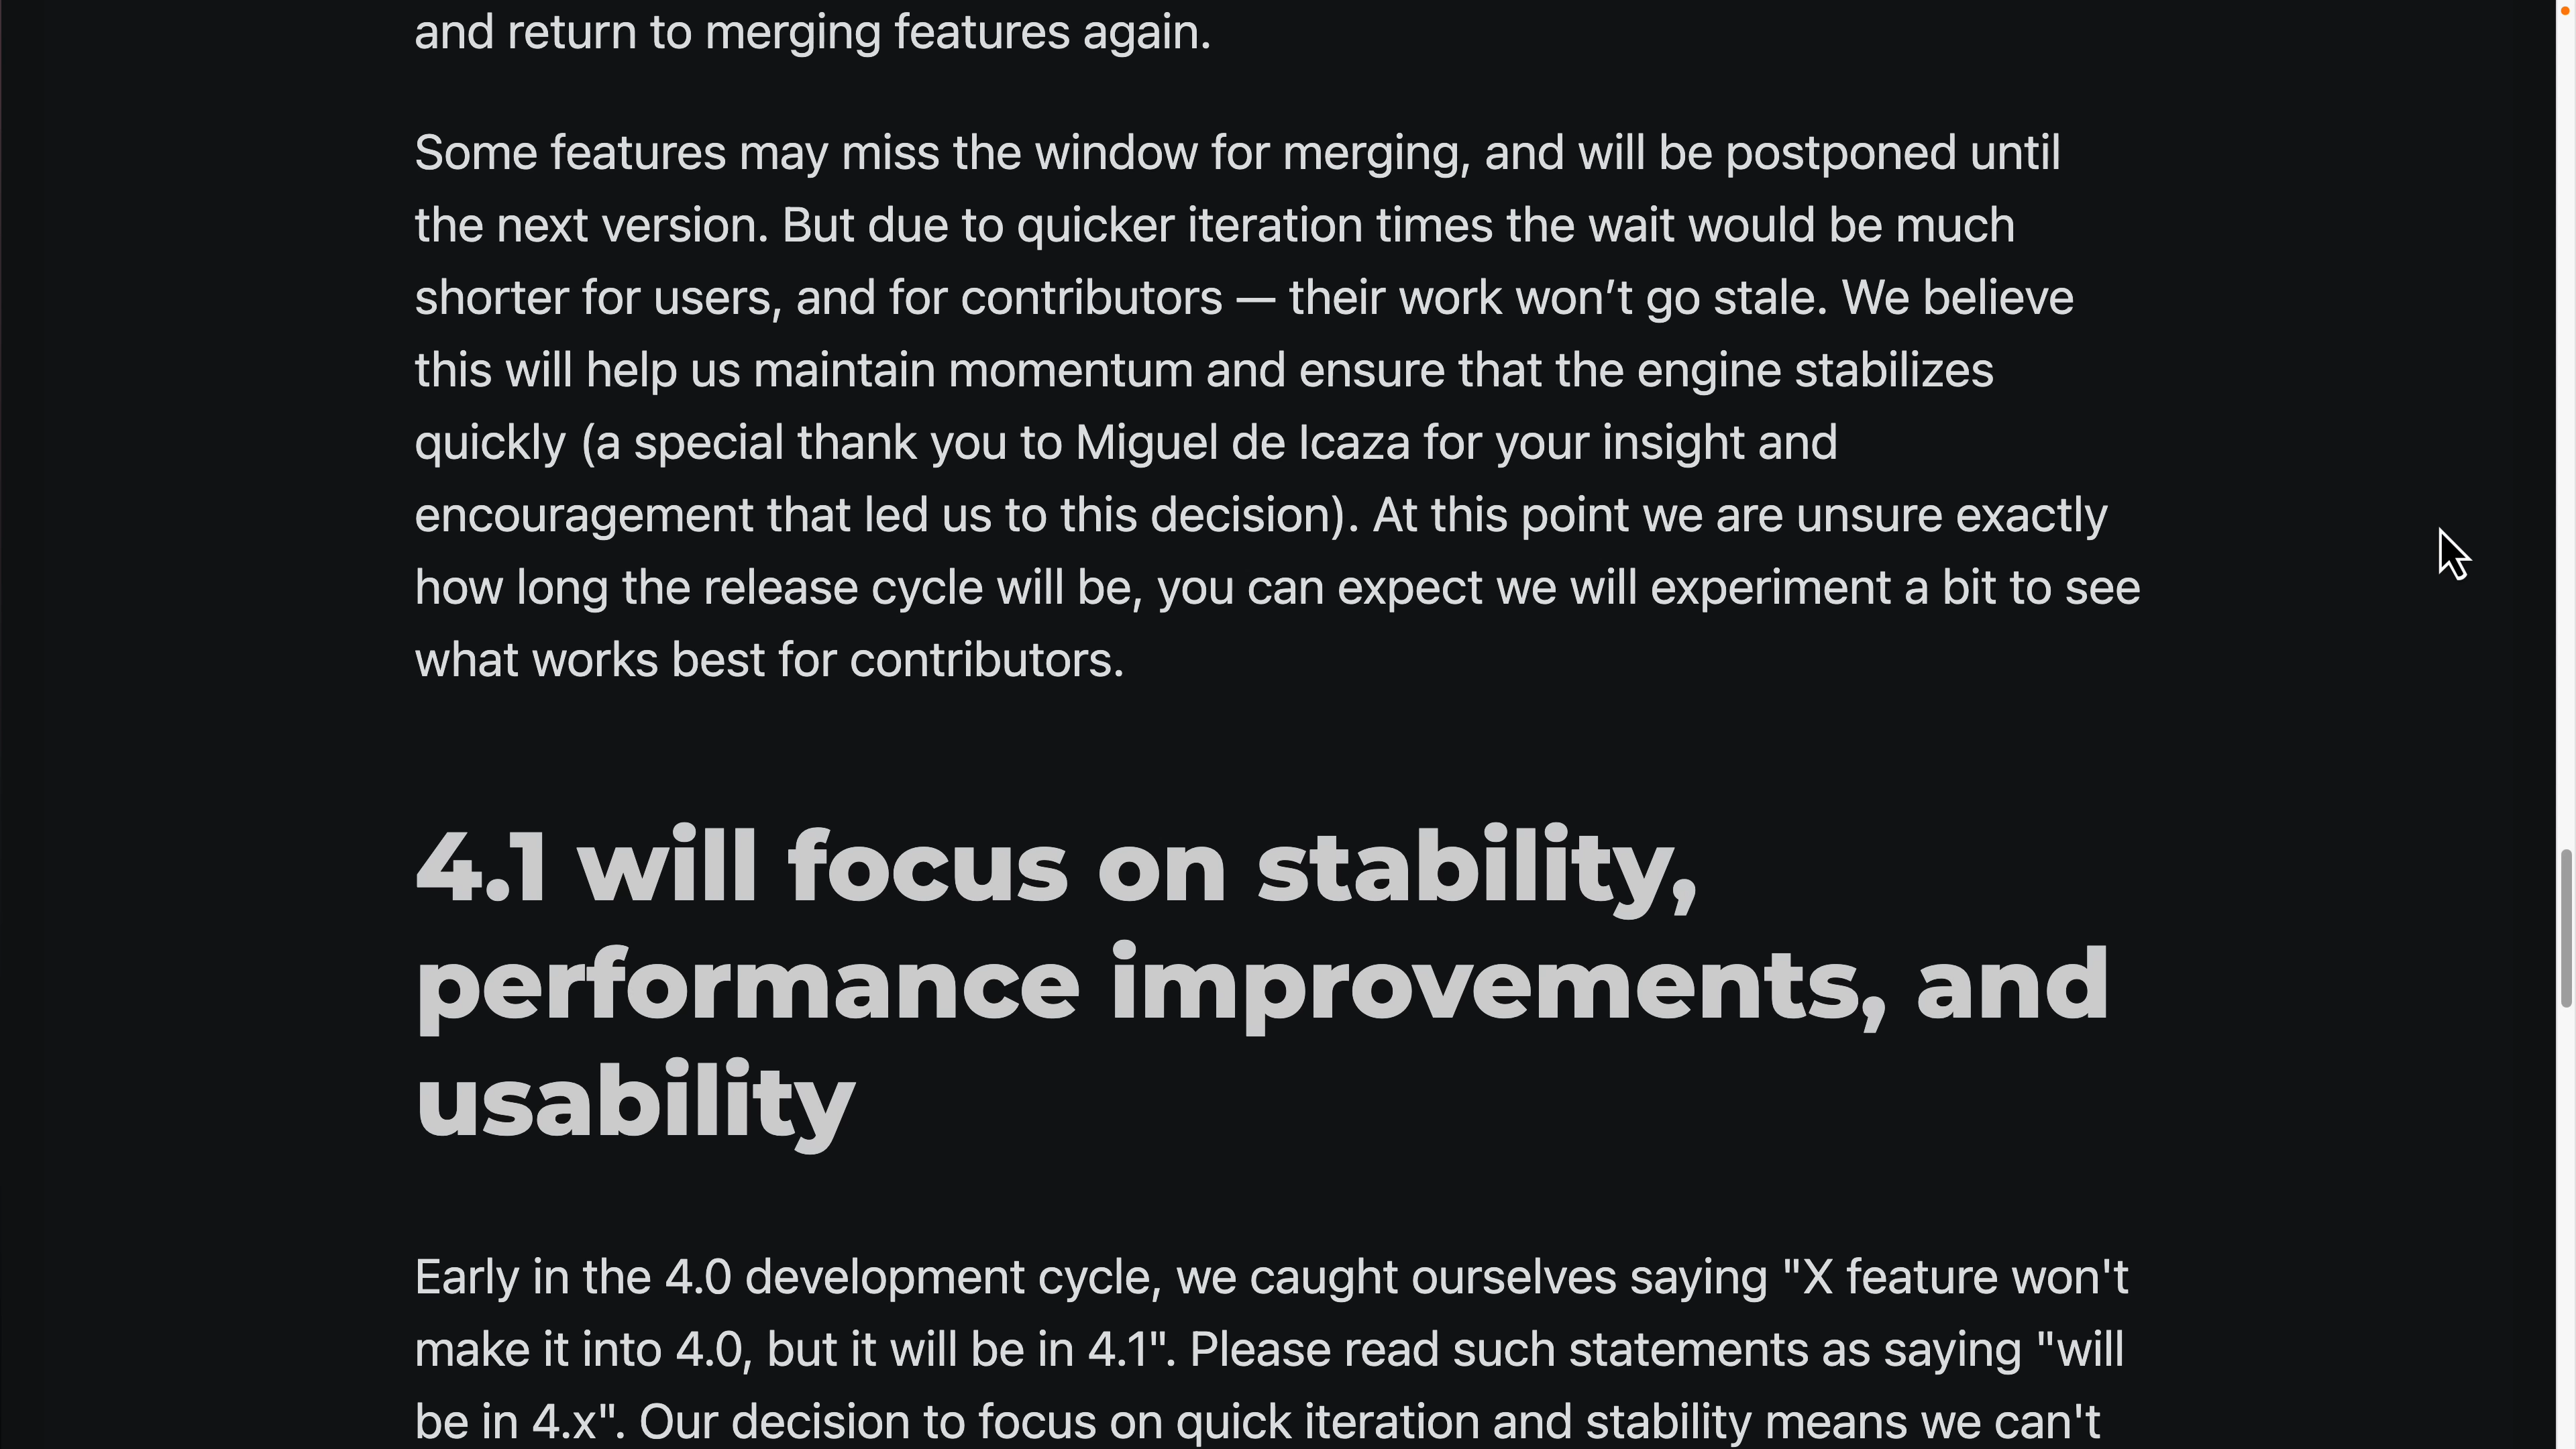 and return to merging features again.
Some features may miss the window for merging, and will be postponed until
the next version. But due to quicker iteration times the wait would be much
shorter for users, and for contributors — their work won’t go stale. We believe
this will help us maintain momentum and ensure that the engine stabilizes
quickly (a special thank you to Miguel de Icaza for your insight and
encouragement that led us to this decision). At this point we are unsure exactly
how long the release cycle will be, you can expect we will experiment a bit to see
what works best for contributors.
4.1 will focus on stability,
performance improvements, and
usability
Early in the 4.0 development cycle, we caught ourselves saying "X feature won't
make it into 4.0, but it will be in 4.1". Please read such statements as saying "will
be in 4.x". Our decision to focus on quick iteration and stability means we can't